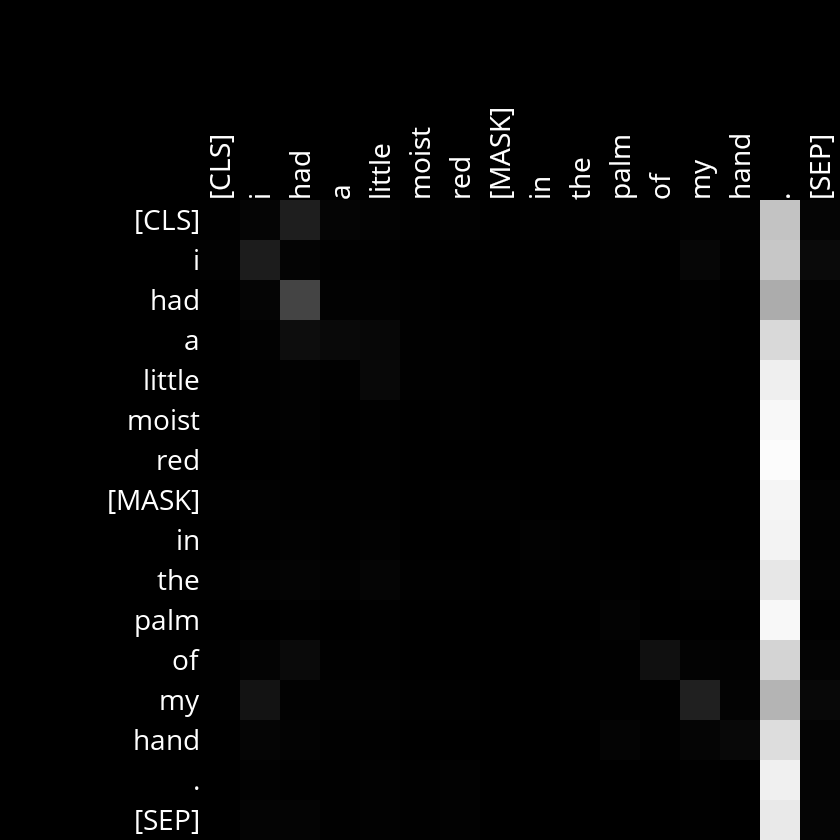 [CLS] i had a little moist red [MASK] in the palm of my hand . [SEP]
[CLS]
i
had
a
little
moist
red
[MASK]
in
the
palm
of
my
hand
.
[SEP]